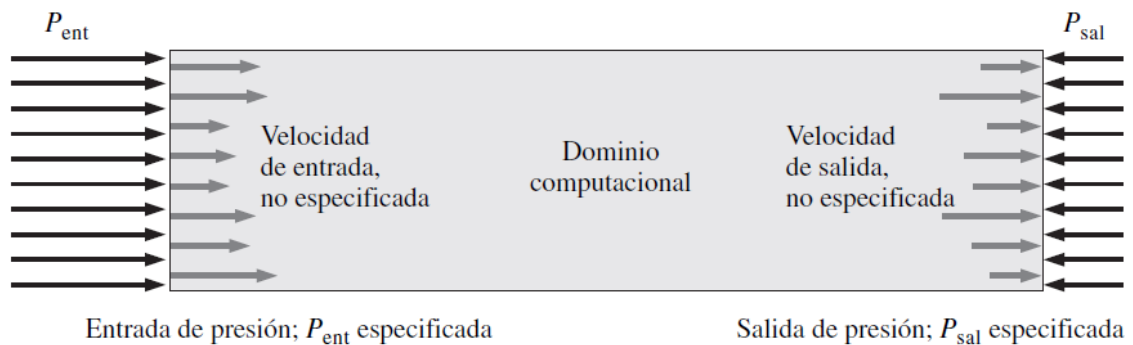 P_ent
P_sal
Velocidad
de entrada,
no especificada
Dominio
computacional
Velocidad
de salida,
no especificada
Entrada de presión; P_ent especificada
Salida de presión; P_sal especificada